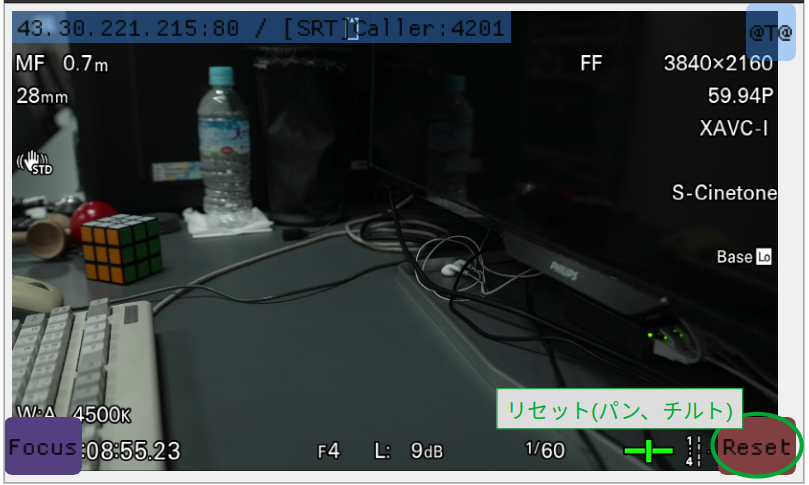 43.30.221.215:80 / [SRT]Caller:4201
@T@
MF 0.7m
FF 3840×2160
28mm
59.94P
XAVC-I
STD
S-Cinetone
Base Lo
PHILIPS
W:A 4500K
リセット(パン、チルト)
Focus
:08:55.23
F4 L: 9dB 1/60
Reset